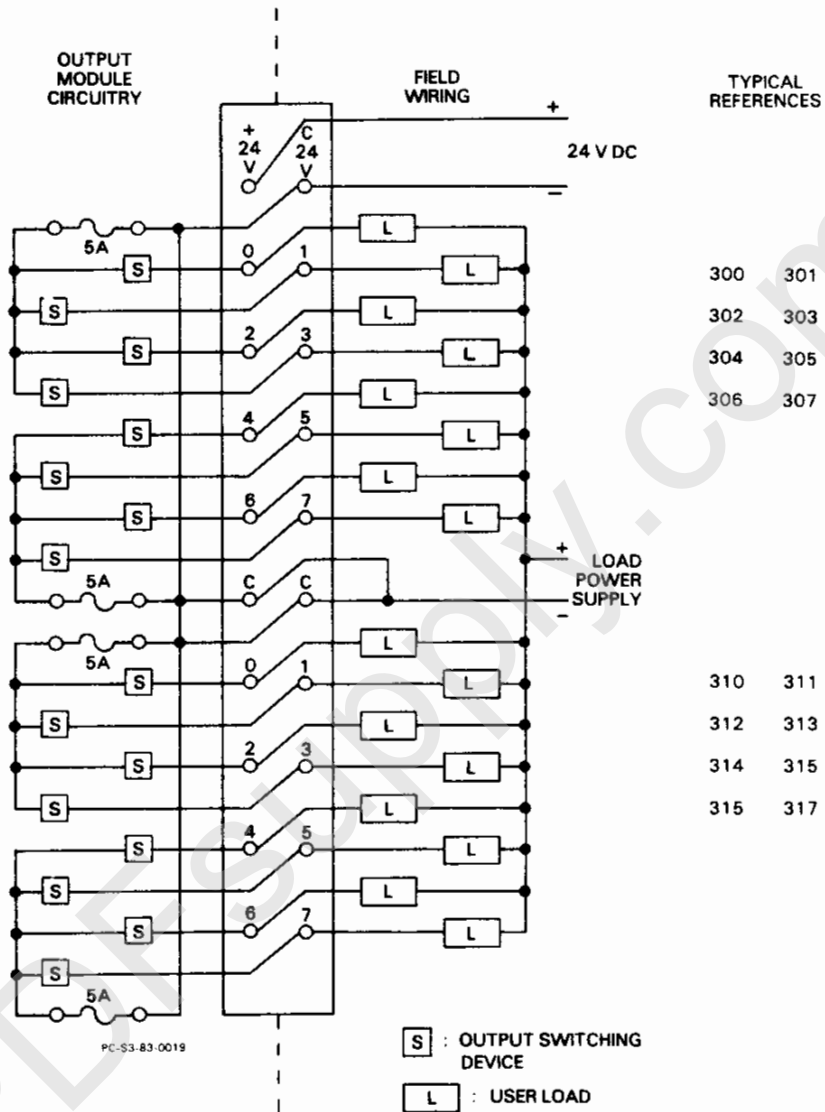 OUTPUT
MODULE
CIRCUITRY
FIELD
WIRING
TYPICAL
REFERENCES
+
24
V
C
24
V
+
24 V DC
−
5A
L
S
0
1
L
300 301
S
L
302 303
S
2
3
L
304 305
S
L
306 307
S
4
5
L
S
L
S
6
7
L
S
+
LOAD
POWER
SUPPLY
−
5A
C
C
5A
L
S
0
1
L
310 311
S
L
312 313
S
2
3
L
314 315
S
L
315 317
S
4
5
L
S
L
S
6
7
L
S
5A
PC-S3-83-0019
S : OUTPUT SWITCHING
DEVICE
L : USER LOAD
PDFsupply.com